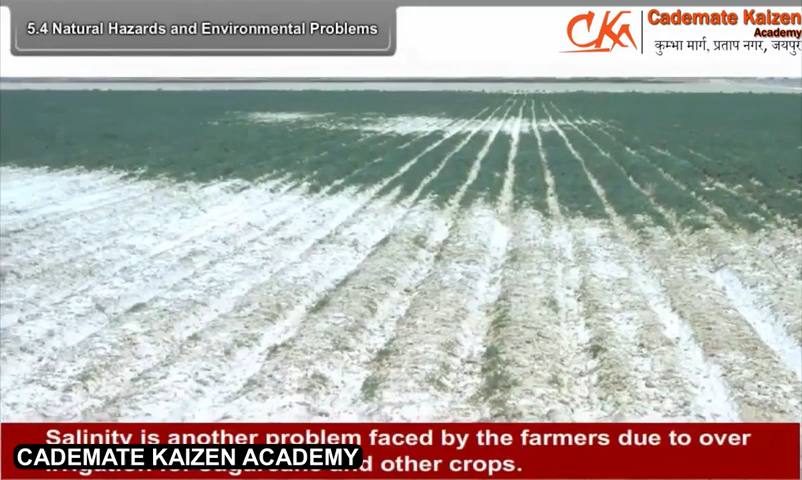 5.4 Natural Hazards and Environmental Problems
CKA
Cademate Kaizen
Academy
कुम्भा मार्ग, प्रताप नगर, जयपुर
Salinity is another problem faced by the farmers due to over
and other crops.
CADEMATE KAIZEN ACADEMY